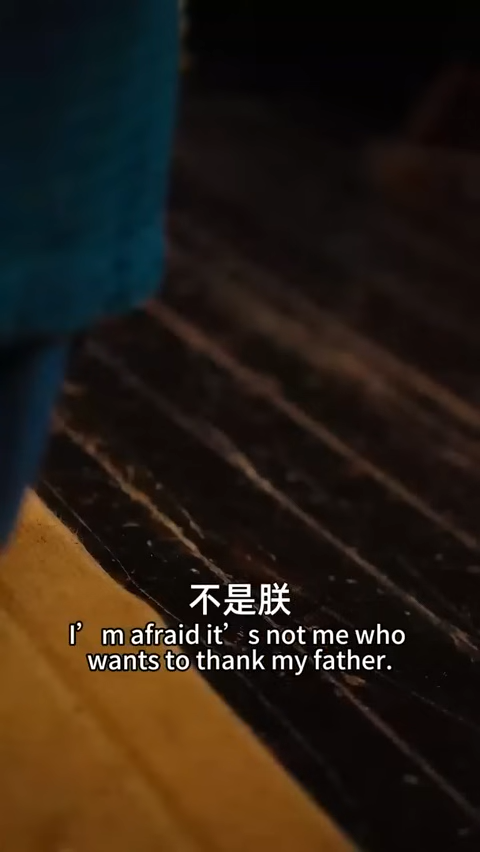 不是朕
I’m afraid it’s not me who
wants to thank my father.